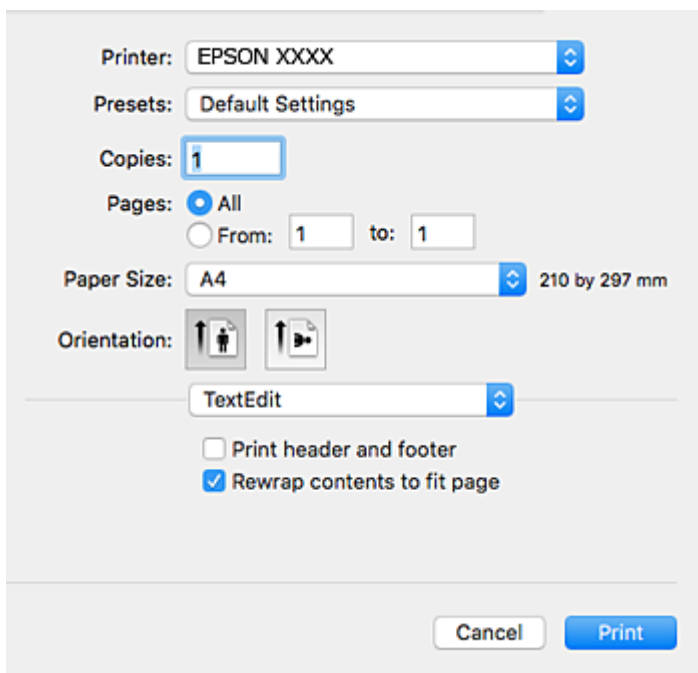 Printer: EPSON XXXX
Presets: Default Settings
Copies: 1
Pages: All
From: 1 to: 1
Paper Size: A4 210 by 297 mm
Orientation:
TextEdit
Print header and footer
Rewrap contents to fit page
Cancel Print